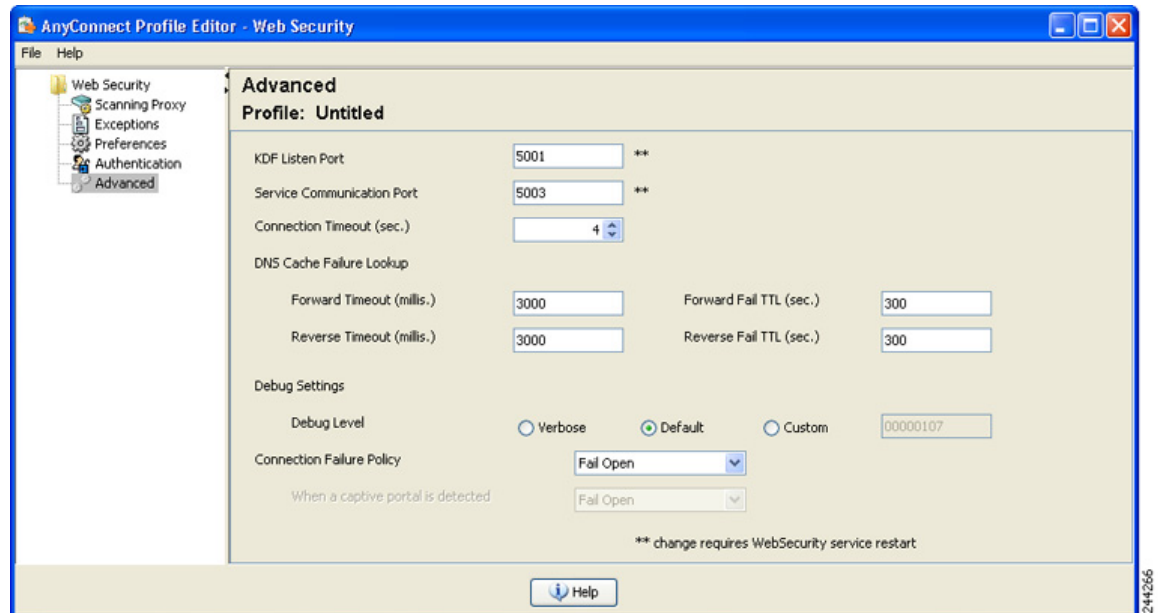 AnyConnect Profile Editor - Web Security
File Help
Web Security
Scanning Proxy
Exceptions
Preferences
Authentication
Advanced
Advanced
Profile: Untitled
KDF Listen Port 5001 **
Service Communication Port 5003 **
Connection Timeout (sec.) 4
DNS Cache Failure Lookup
Forward Timeout (millis.) 3000 Forward Fail TTL (sec.) 300
Reverse Timeout (millis.) 3000 Reverse Fail TTL (sec.) 300
Debug Settings
Debug Level Verbose Default Custom 00000107
Connection Failure Policy Fail Open
When a captive portal is detected Fail Open
** change requires WebSecurity service restart
Help
244266